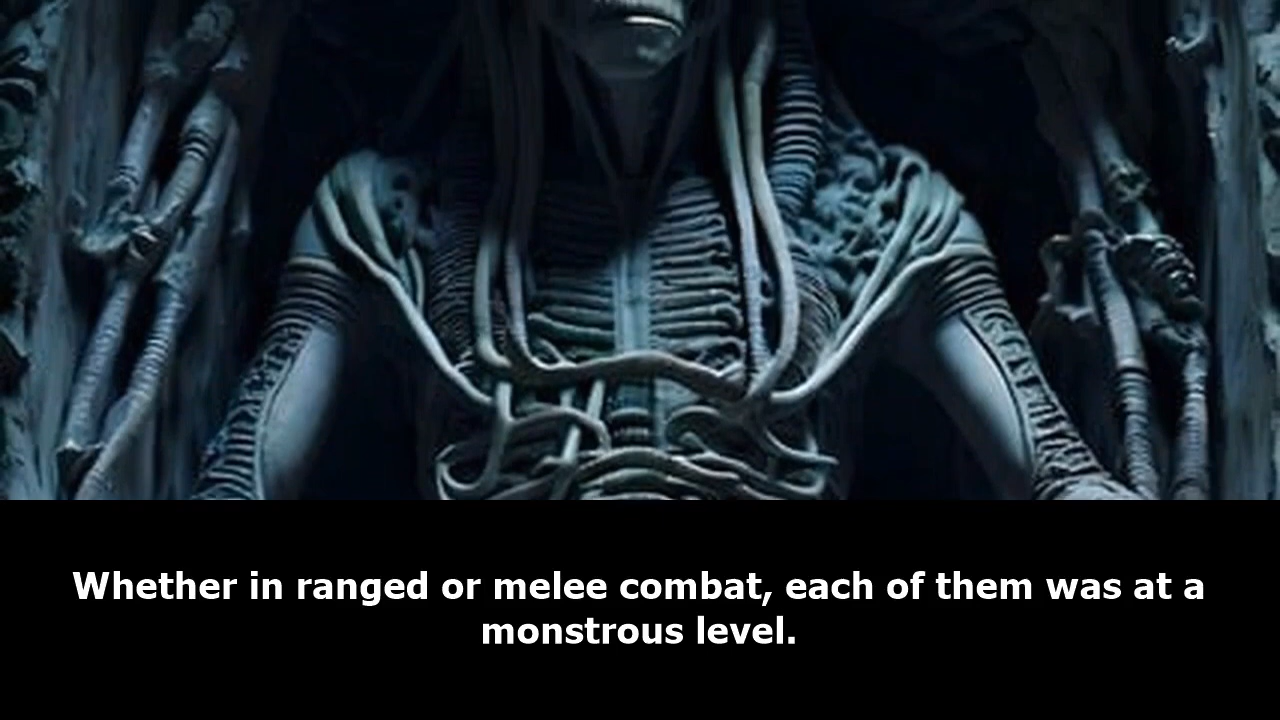 Whether in ranged or melee combat, each of them was at a
monstrous level.